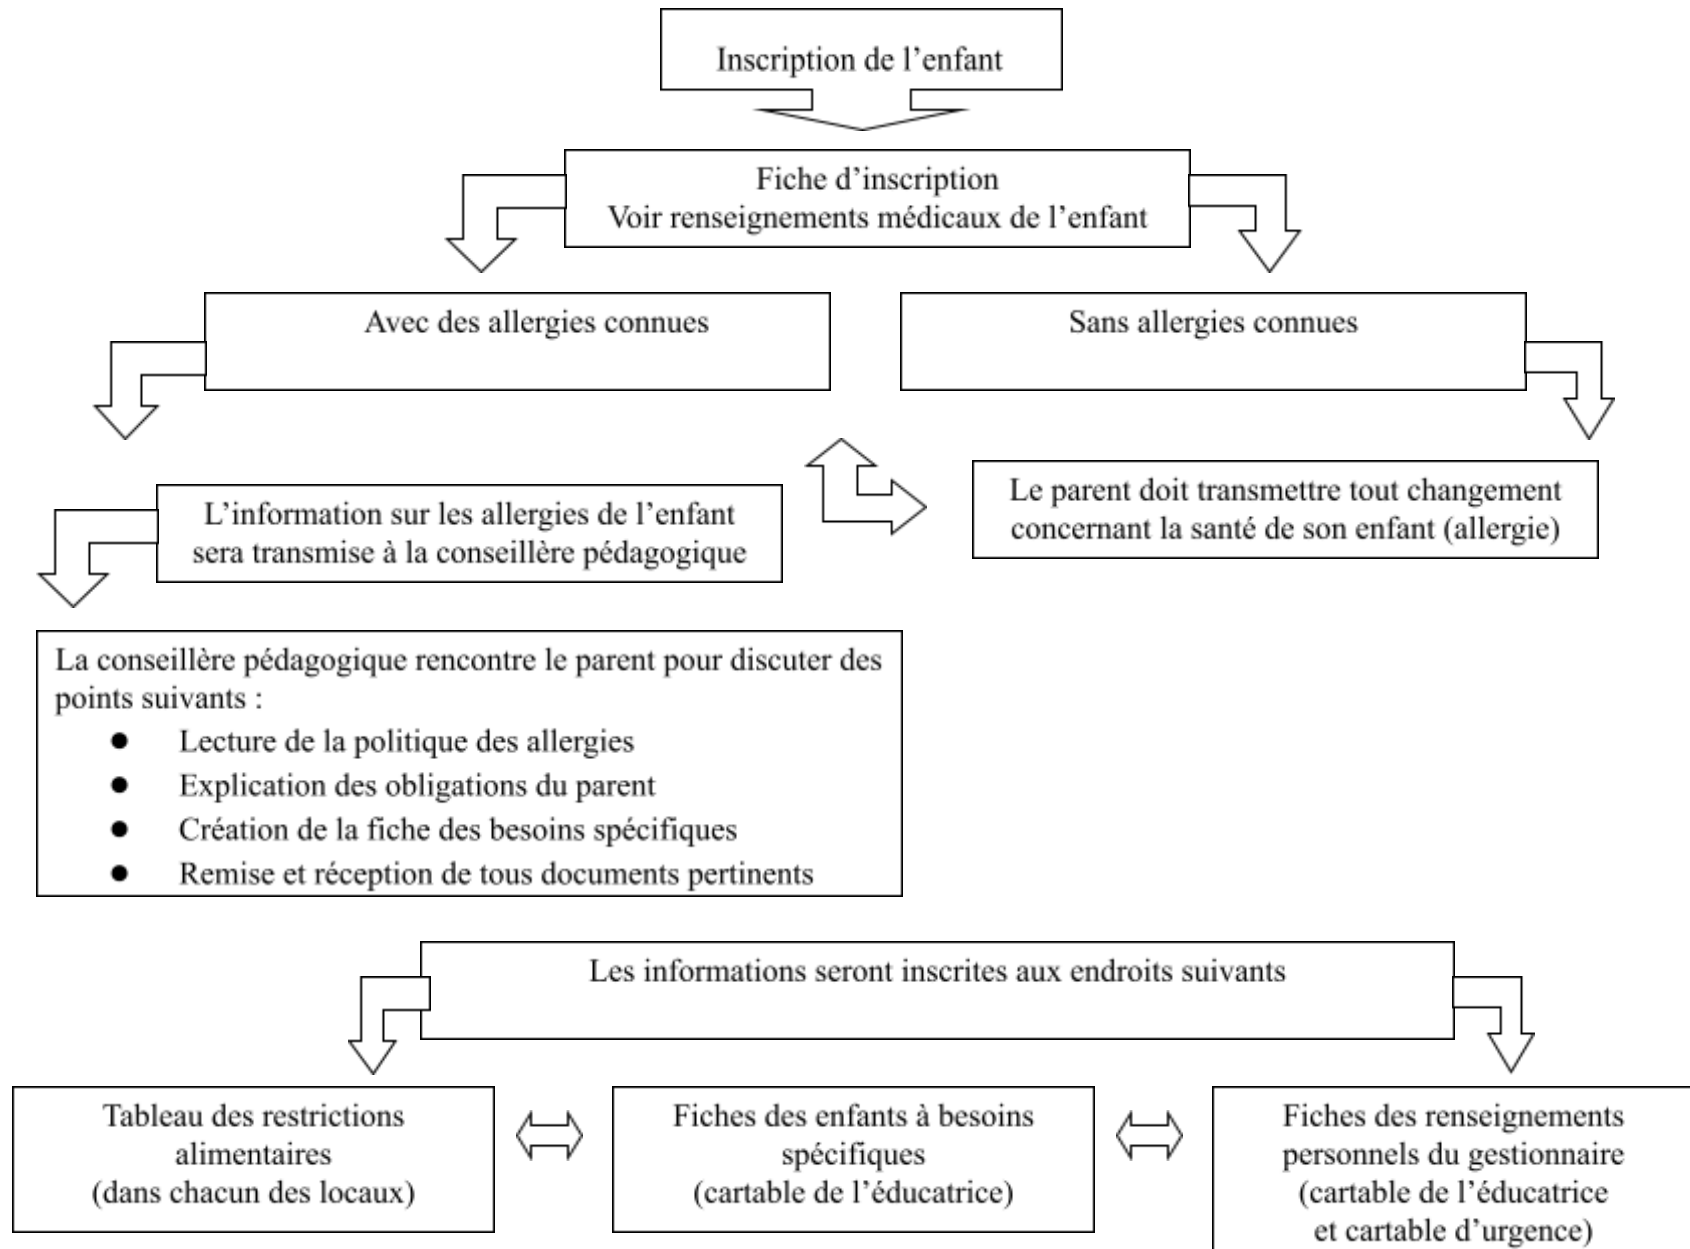 Inscription de l’enfant
Fiche d’inscription
Voir renseignements médicaux de l’enfant
Avec des allergies connues
Sans allergies connues
L’information sur les allergies de l’enfant
sera transmise à la conseillère pédagogique
Le parent doit transmettre tout changement
concernant la santé de son enfant (allergie)
La conseillère pédagogique rencontre le parent pour discuter des
points suivants :
● Lecture de la politique des allergies
● Explication des obligations du parent
● Création de la fiche des besoins spécifiques
● Remise et réception de tous documents pertinents
Les informations seront inscrites aux endroits suivants
Tableau des restrictions
alimentaires
(dans chacun des locaux)
Fiches des enfants à besoins
spécifiques
(cartable de l’éducatrice)
Fiches des renseignements
personnels du gestionnaire
(cartable de l’éducatrice
et cartable d’urgence)